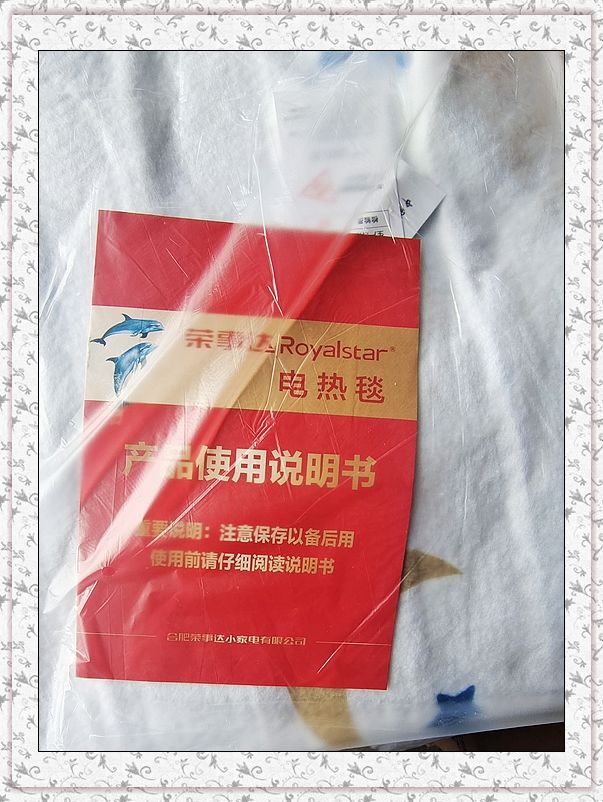 荣事达Royalstar®
电热毯
产品使用说明书
重要说明：注意保存以备后用
使用前请仔细阅读说明书
合肥荣事达小家电有限公司